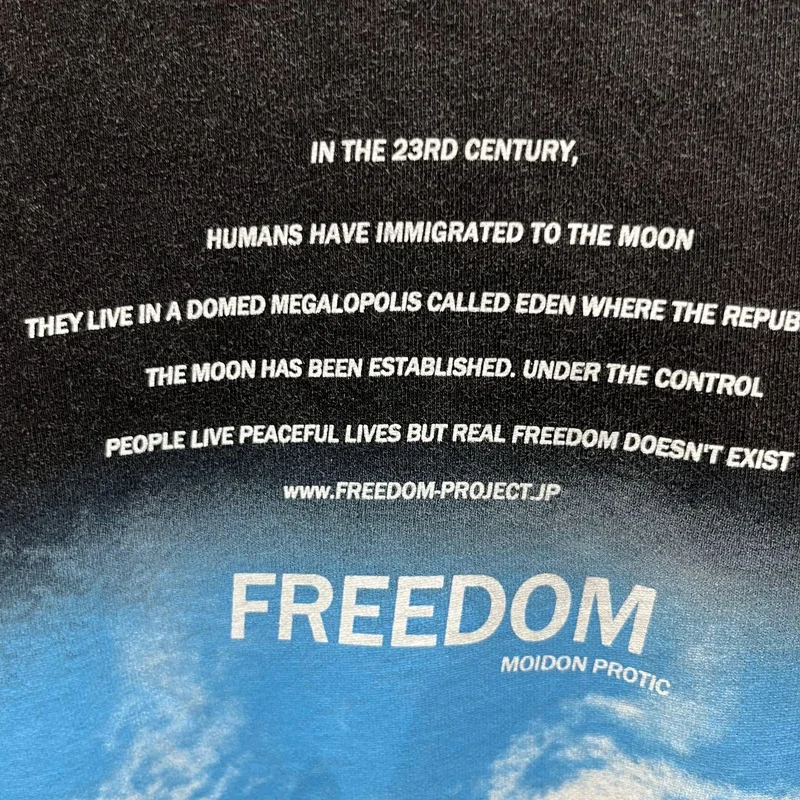 IN THE 23RD CENTURY,
HUMANS HAVE IMMIGRATED TO THE MOON
THEY LIVE IN A DOMED MEGALOPOLIS CALLED EDEN WHERE THE REPUB
THE MOON HAS BEEN ESTABLISHED. UNDER THE CONTROL
PEOPLE LIVE PEACEFUL LIVES BUT REAL FREEDOM DOESN'T EXIST
www.FREEDOM-PROJECT.JP
FREEDOM
MOIDON PROTIC